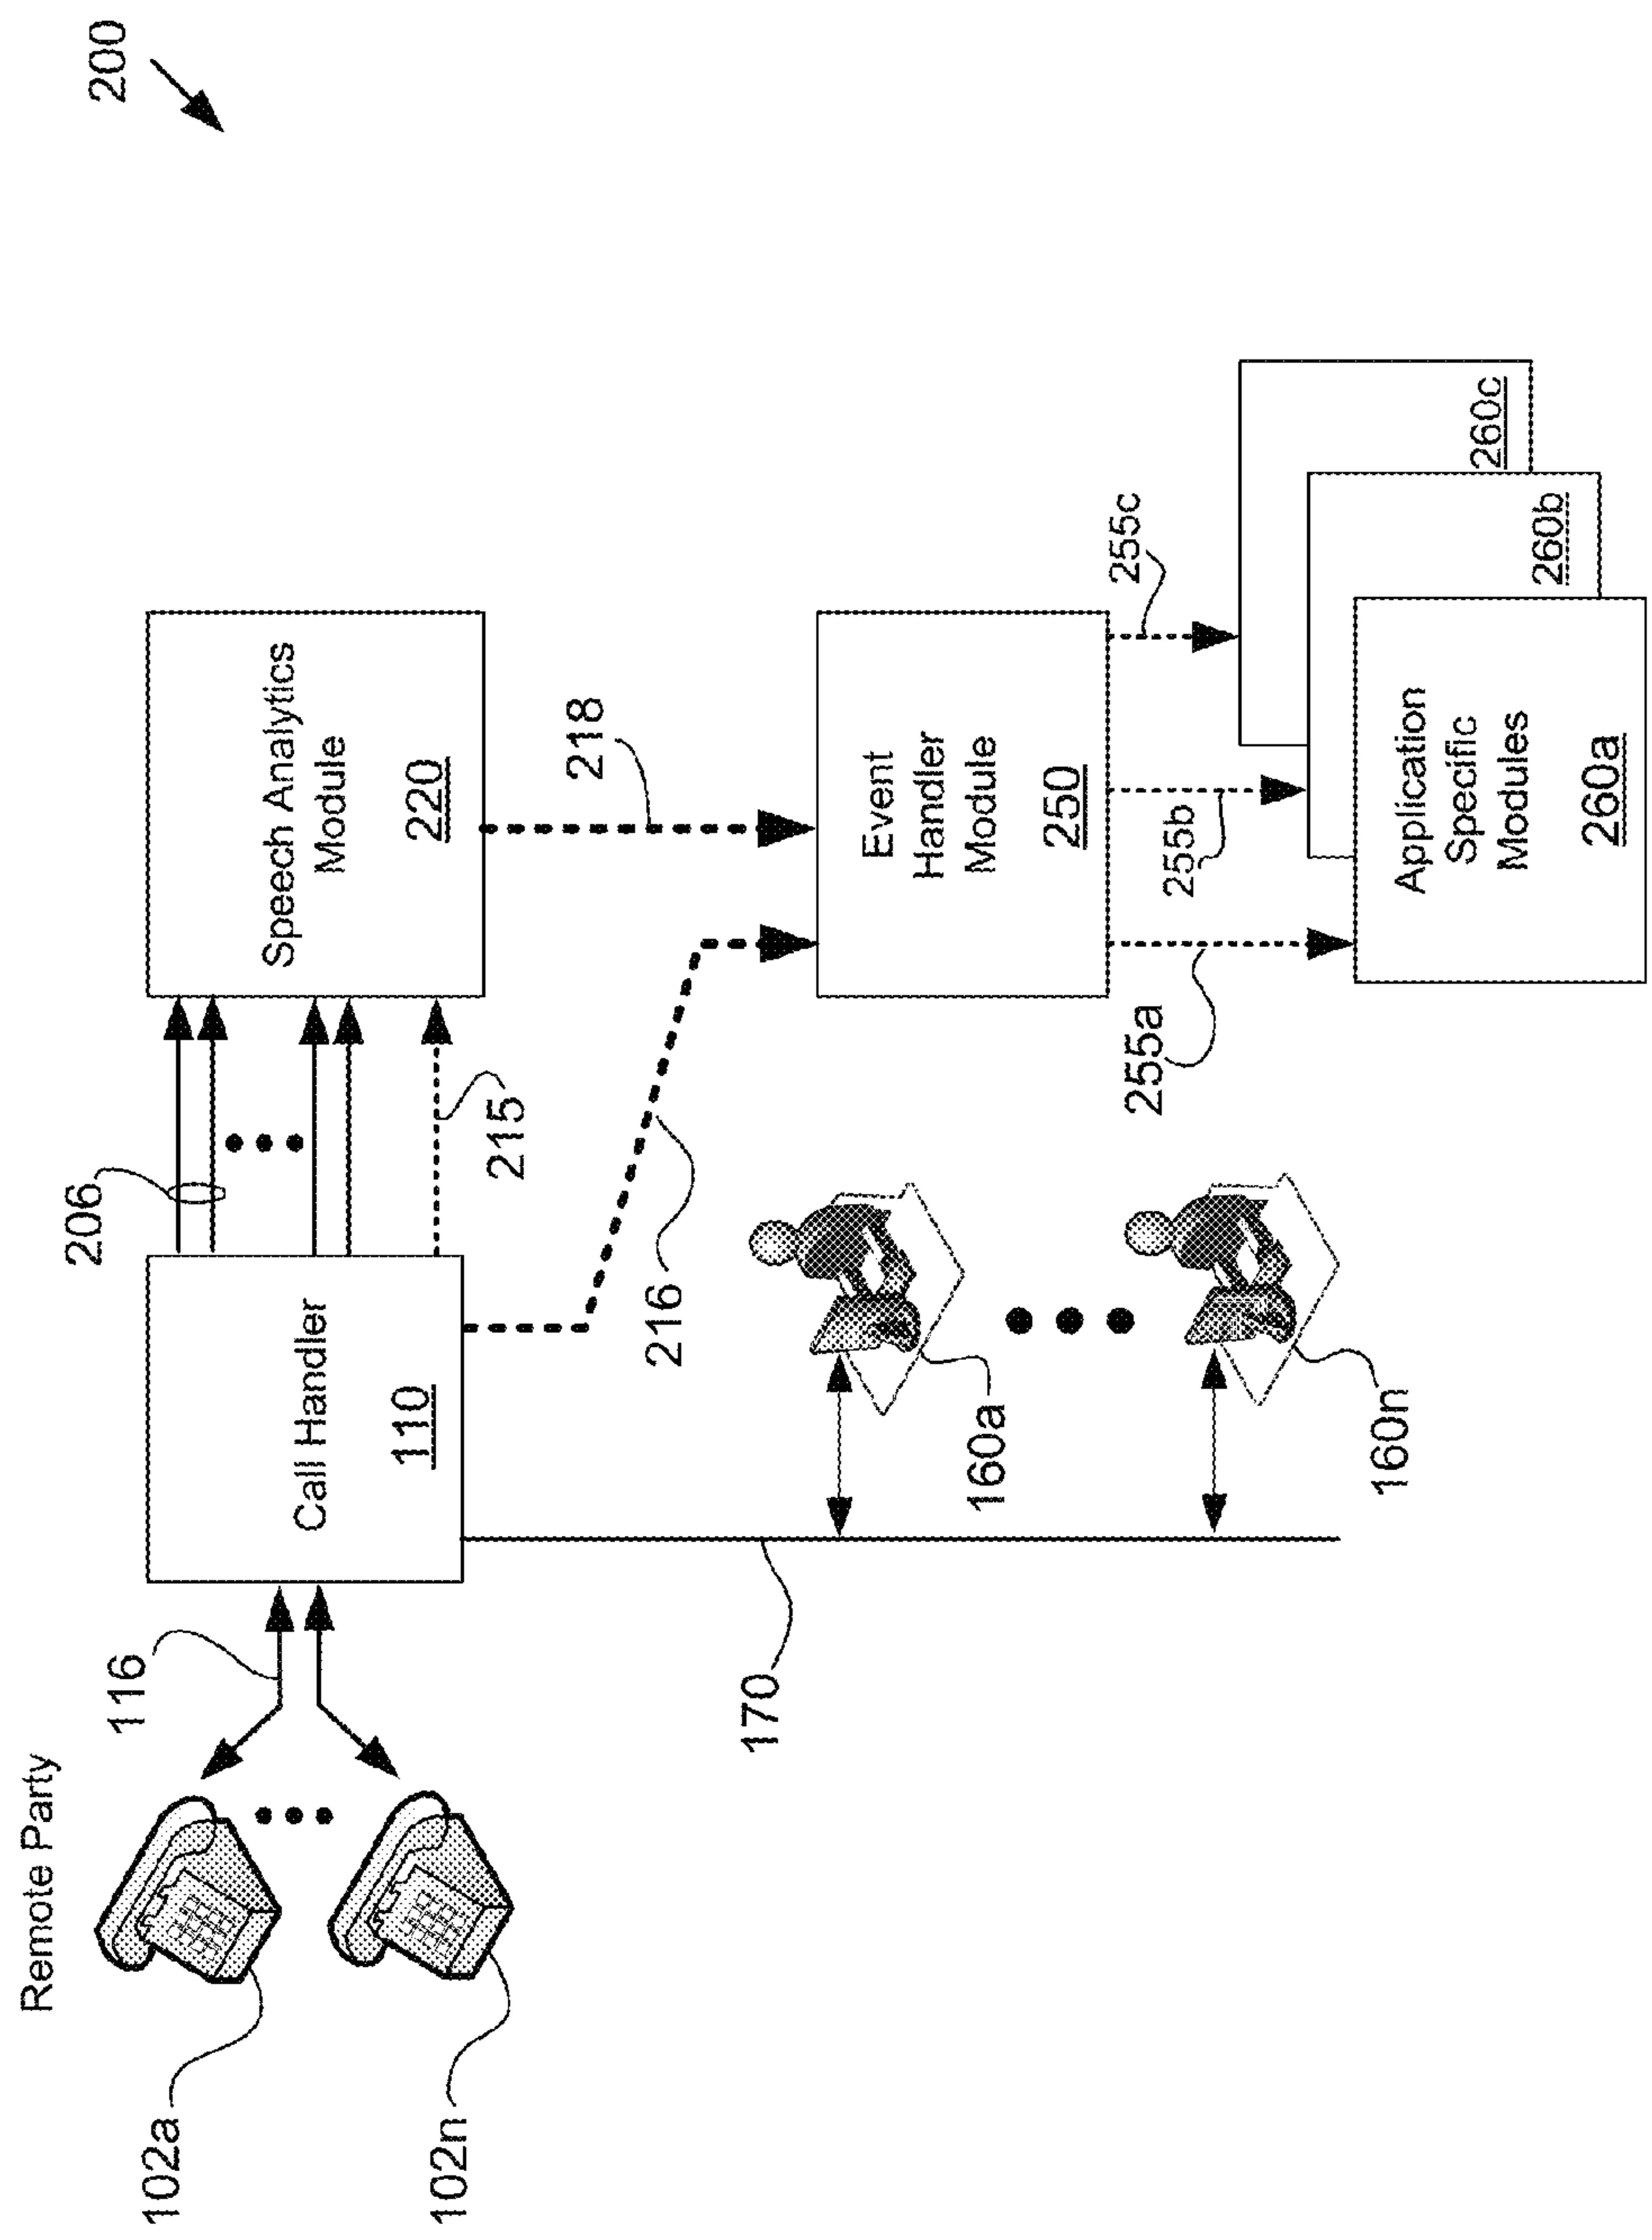 200
Remote Party
116
206
Call Handler
110
Speech Analytics
Module
220
102a
102n
215
218
216
170
160a
160n
Event
Handler
Module
250
255a
255b
255c
Application
Specific
Modules
260a
260b
260c